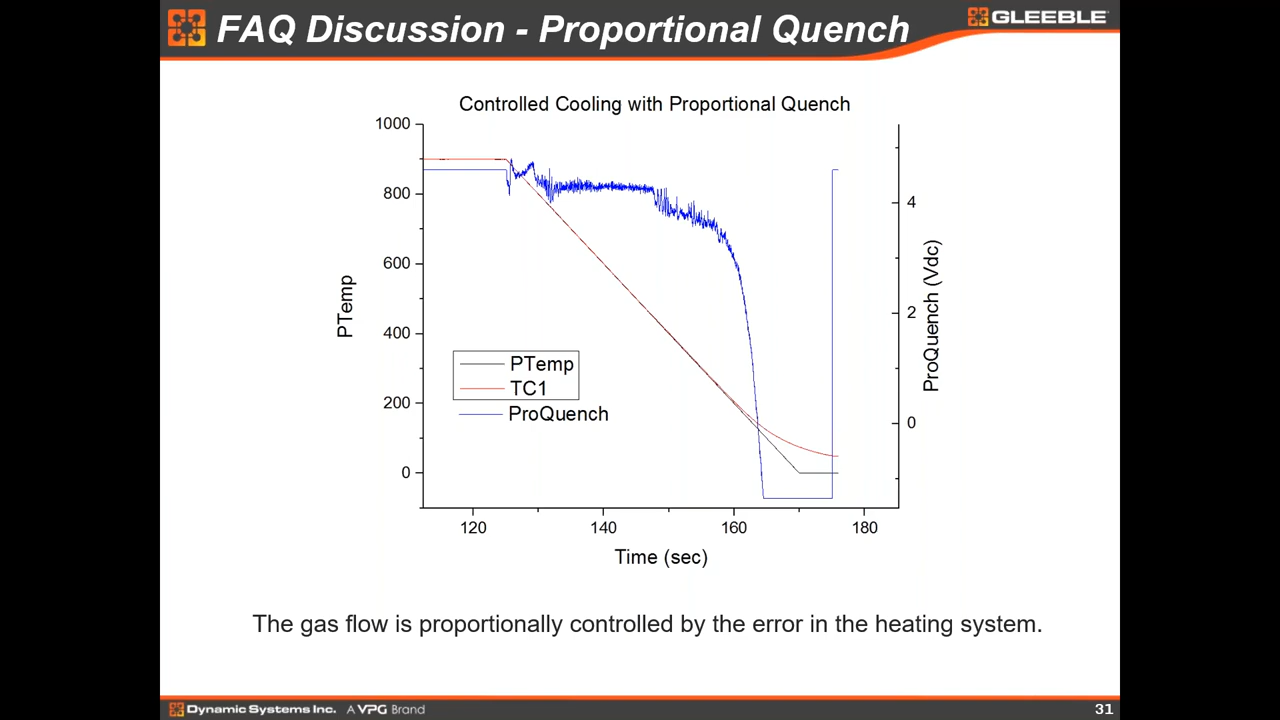 FAQ Discussion - Proportional Quench
GLEEBLE®
Controlled Cooling with Proportional Quench
1000
800
600
400
200
0
PTemp
4
2
0
ProQuench (Vdc)
PTemp
TC1
ProQuench
120
140
160
180
Time (sec)
The gas flow is proportionally controlled by the error in the heating system.
Dynamic Systems Inc. A VPG Brand
31